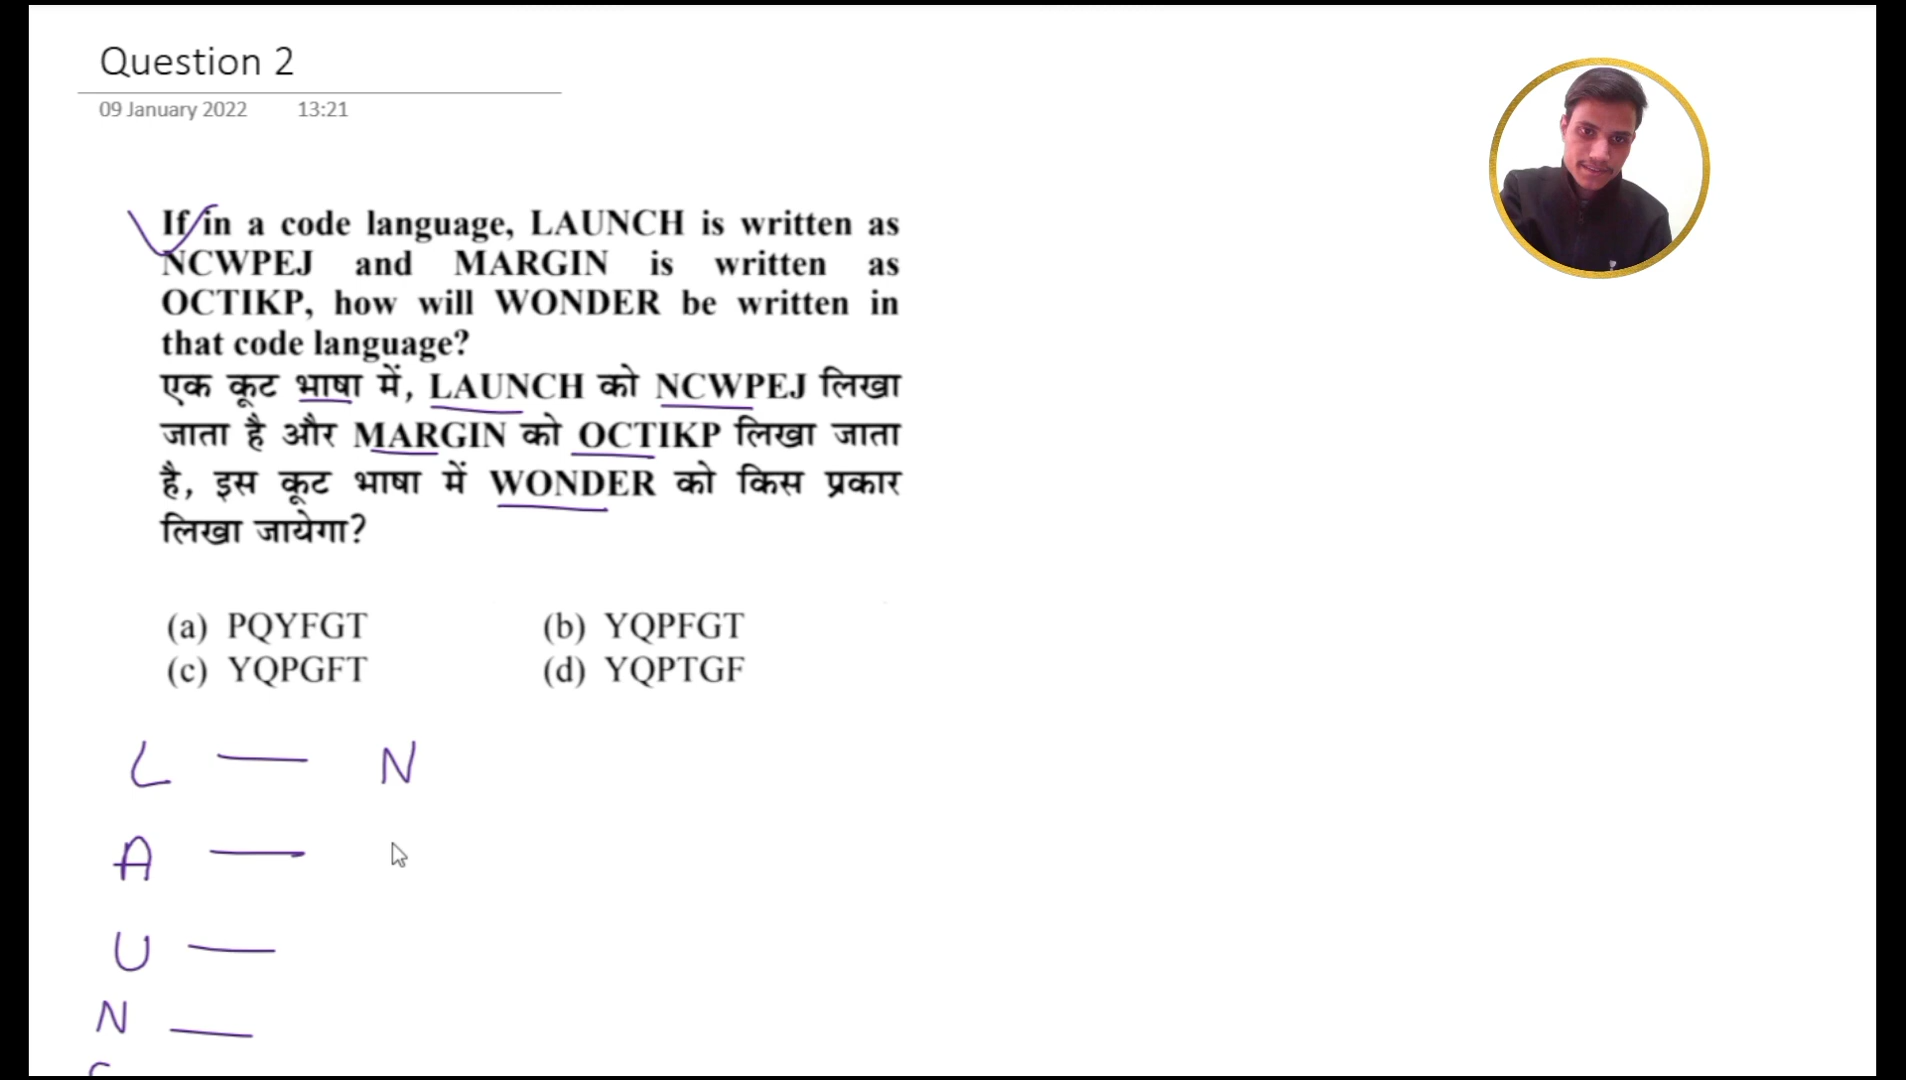 Question 2
09 January 2022 13:21
If in a code language, LAUNCH is written as
NCWPEJ and MARGIN is written as
OCTIKP, how will WONDER be written in
that code language?
एक कूट भाषा में, LAUNCH को NCWPEJ लिखा
जाता है और MARGIN को OCTIKP लिखा जाता
है, इस कूट भाषा में WONDER को किस प्रकार
लिखा जायेगा?
(a) PQYFGT (b) YQPFGT
(c) YQPGFT (d) YQPTGF
L — N
A —
U —
N —